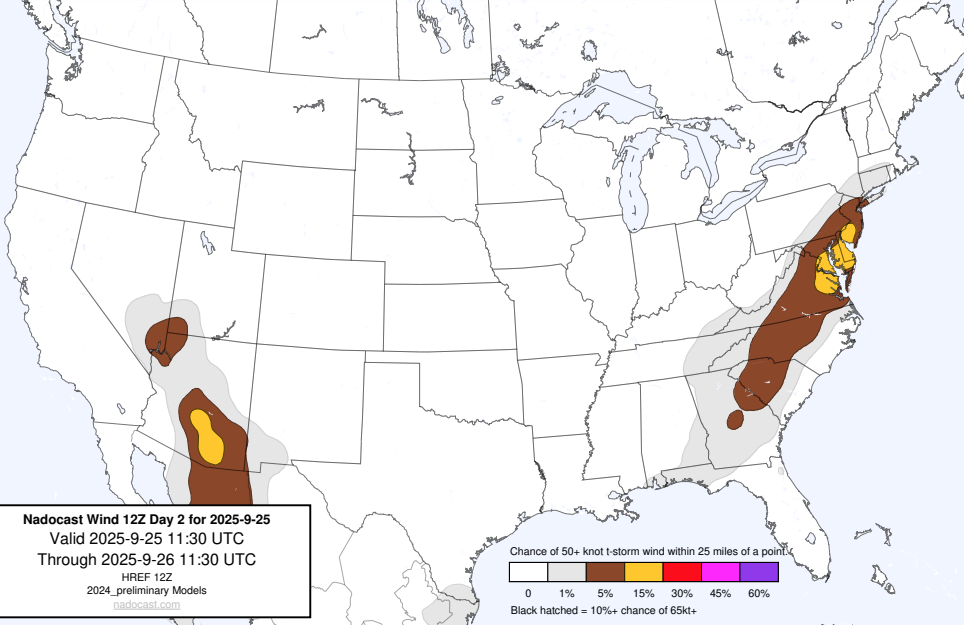 Nadocast Wind 12Z Day 2 for 2025-9-25
Valid 2025-9-25 11:30 UTC
Through 2025-9-26 11:30 UTC
HREF 12Z
2024_preliminary Models
nadocast.com
Chance of 50+ knot t-storm wind within 25 miles of a point.
0 1% 5% 15% 30% 45% 60%
Black hatched = 10%+ chance of 65kt+